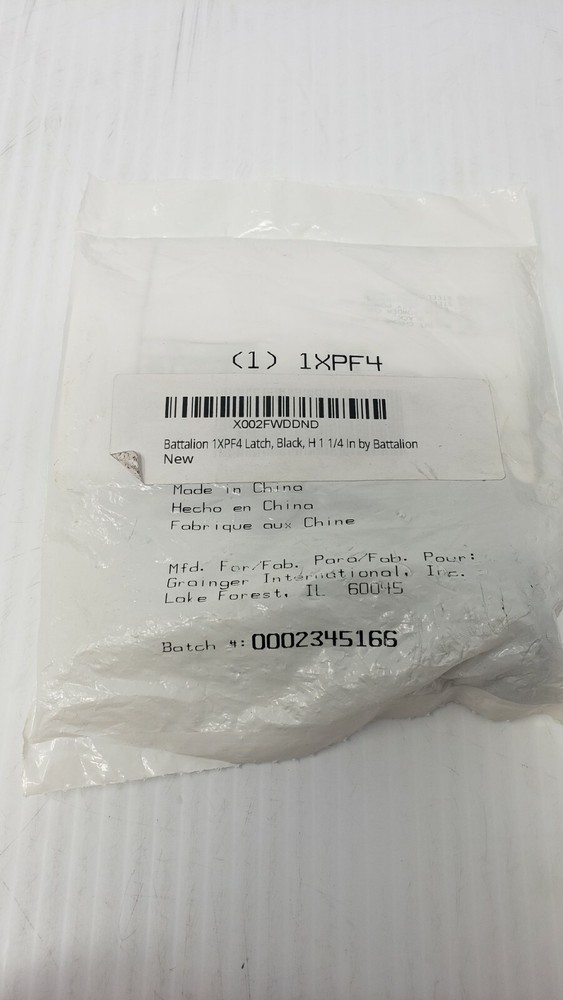 (1) 1XPF4
X002FWDDND
Battalion 1XPF4 Latch, Black, H 1 1/4 In by Battalion
New
Made in China
Hecho en China
Fabrique aux Chine
Mfd. For/Fab. Para/Fab. Pour:
Grainger International, Inc.
Lake Forest, IL 60045
Batch #: 0002345166